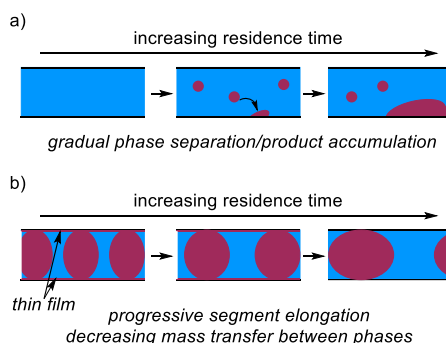 a)
increasing residence time
gradual phase separation/product accumulation
b)
increasing residence time
thin film
progressive segment elongation
decreasing mass transfer between phases